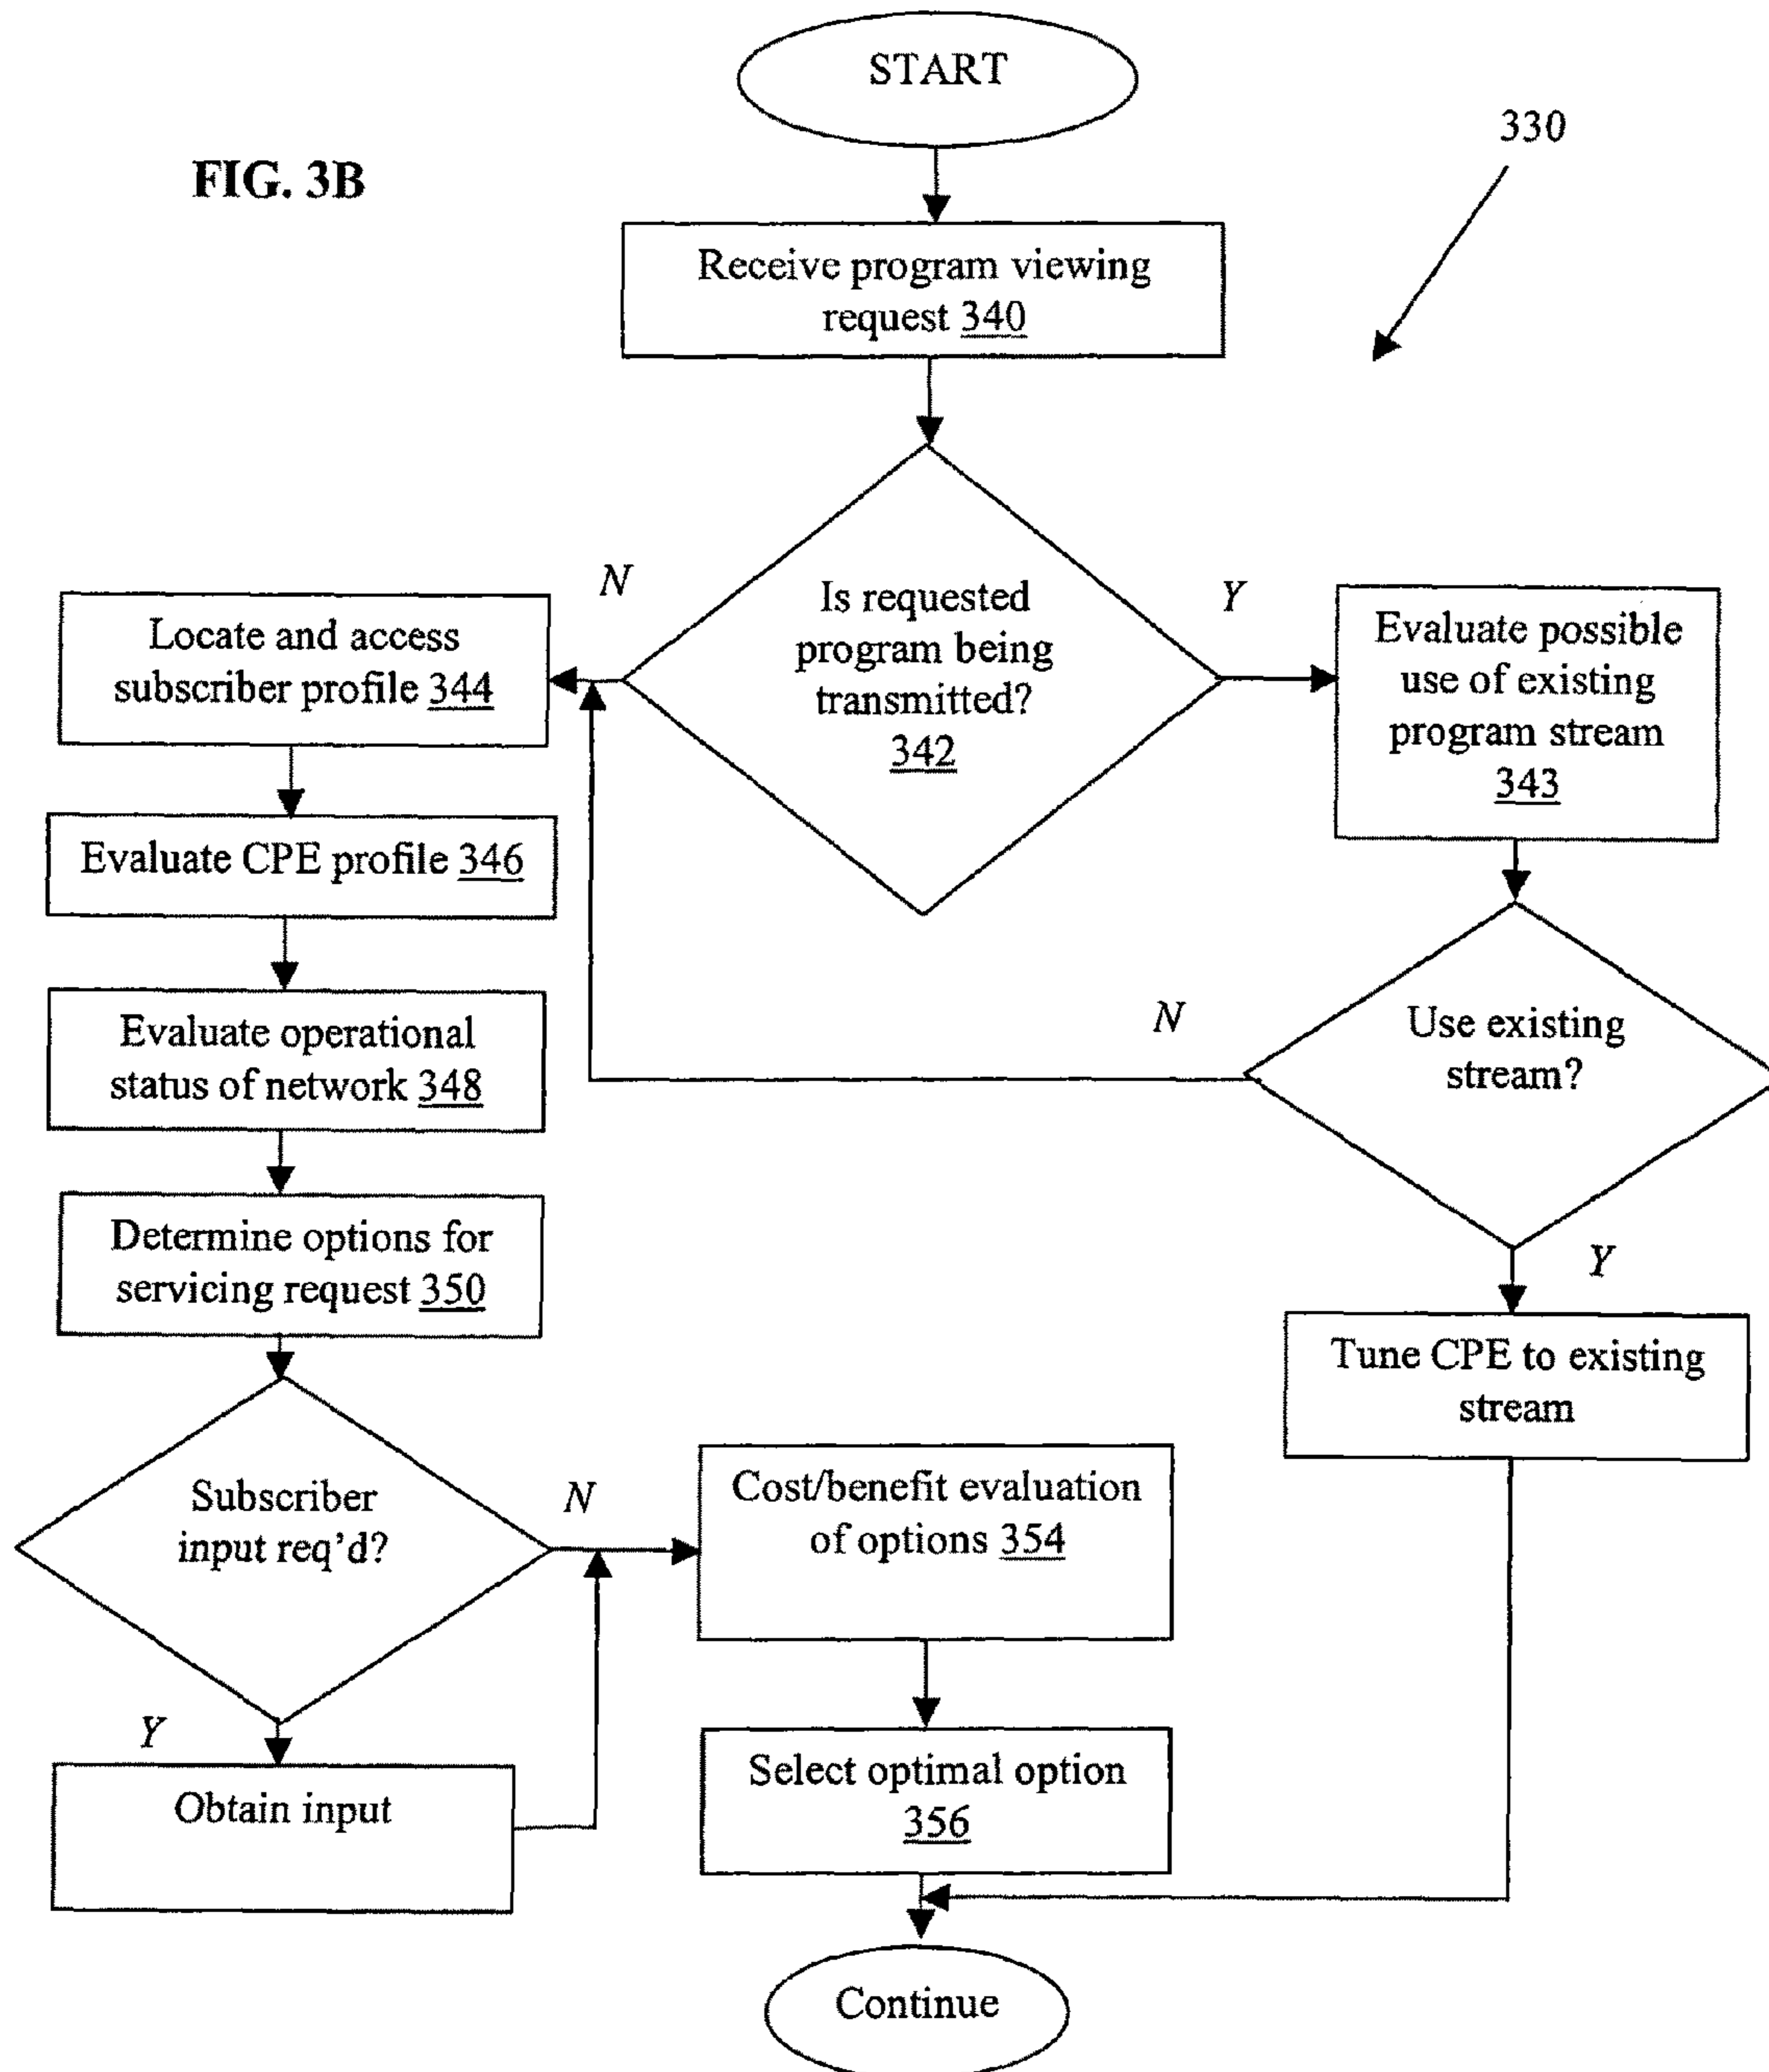 START
330
FIG. 3B
Receive program viewing
request 340
N
Is requested
program being
transmitted?
342
Y
Locate and access
subscriber profile 344
Evaluate possible
use of existing
program stream
343
Evaluate CPE profile 346
Evaluate operational
status of network 348
N
Use existing
stream?
Y
Determine options for
servicing request 350
Tune CPE to existing
stream
Subscriber
input req'd?
N
Cost/benefit evaluation
of options 354
Y
Obtain input
Select optimal option
356
Continue